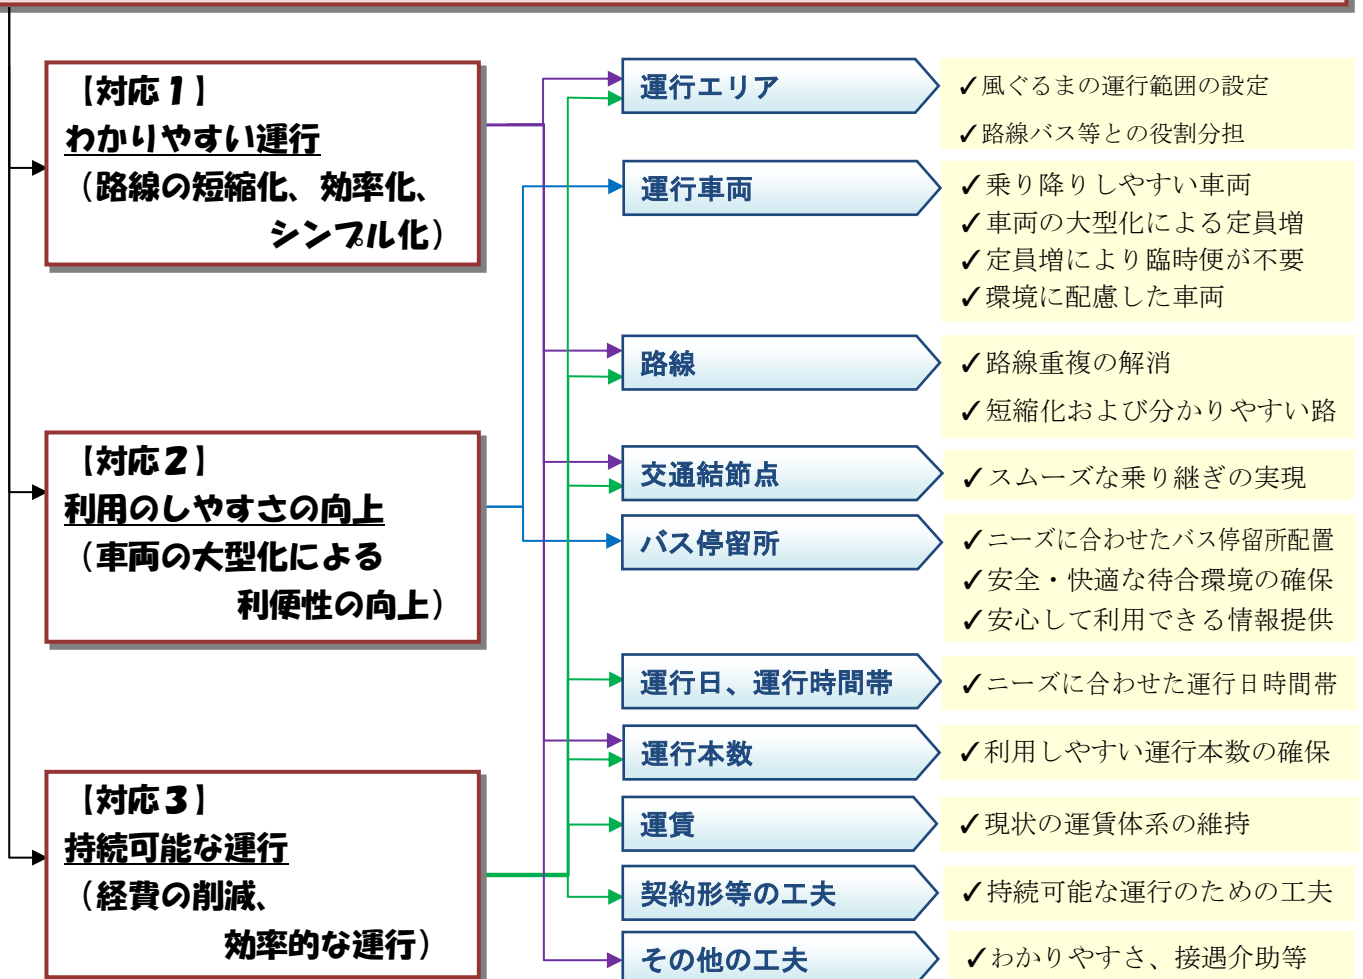 【対応1】
わかりやすい運行
（路線の短縮化、効率化、
シンプル化）
【対応2】
利用のしやすさの向上
（車両の大型化による
利便性の向上）
【対応3】
持続可能な運行
（経費の削減、
効率的な運行）
運行エリア
✓風ぐるまの運行範囲の設定
✓路線バス等との役割分担
運行車両
✓乗り降りしやすい車両
✓車両の大型化による定員増
✓定員増により臨時便が不要
✓環境に配慮した車両
路線
✓路線重複の解消
✓短縮化および分かりやすい路
交通結節点
✓スムーズな乗り継ぎの実現
バス停留所
✓ニーズに合わせたバス停留所配置
✓安全・快適な待合環境の確保
✓安心して利用できる情報提供
運行日、運行時間帯
✓ニーズに合わせた運行日時間帯
運行本数
✓利用しやすい運行本数の確保
運賃
✓現状の運賃体系の維持
契約形等の工夫
✓持続可能な運行のための工夫
その他の工夫
✓わかりやすさ、接遇介助等